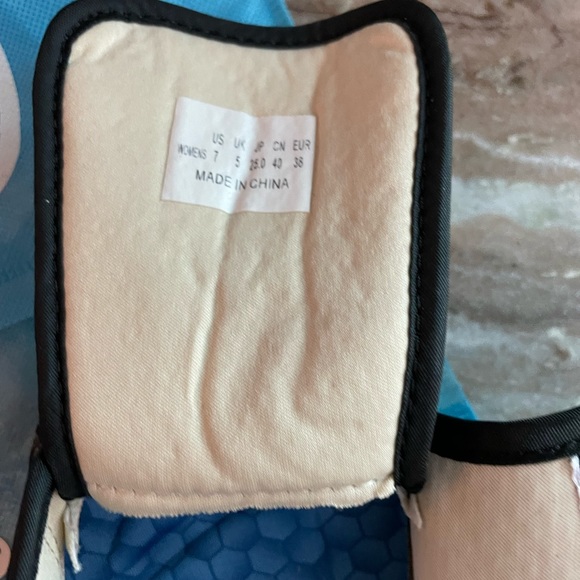 US UK JP CN EUR
WOMENS 7 5 25.0 40 38
MADE IN CHINA